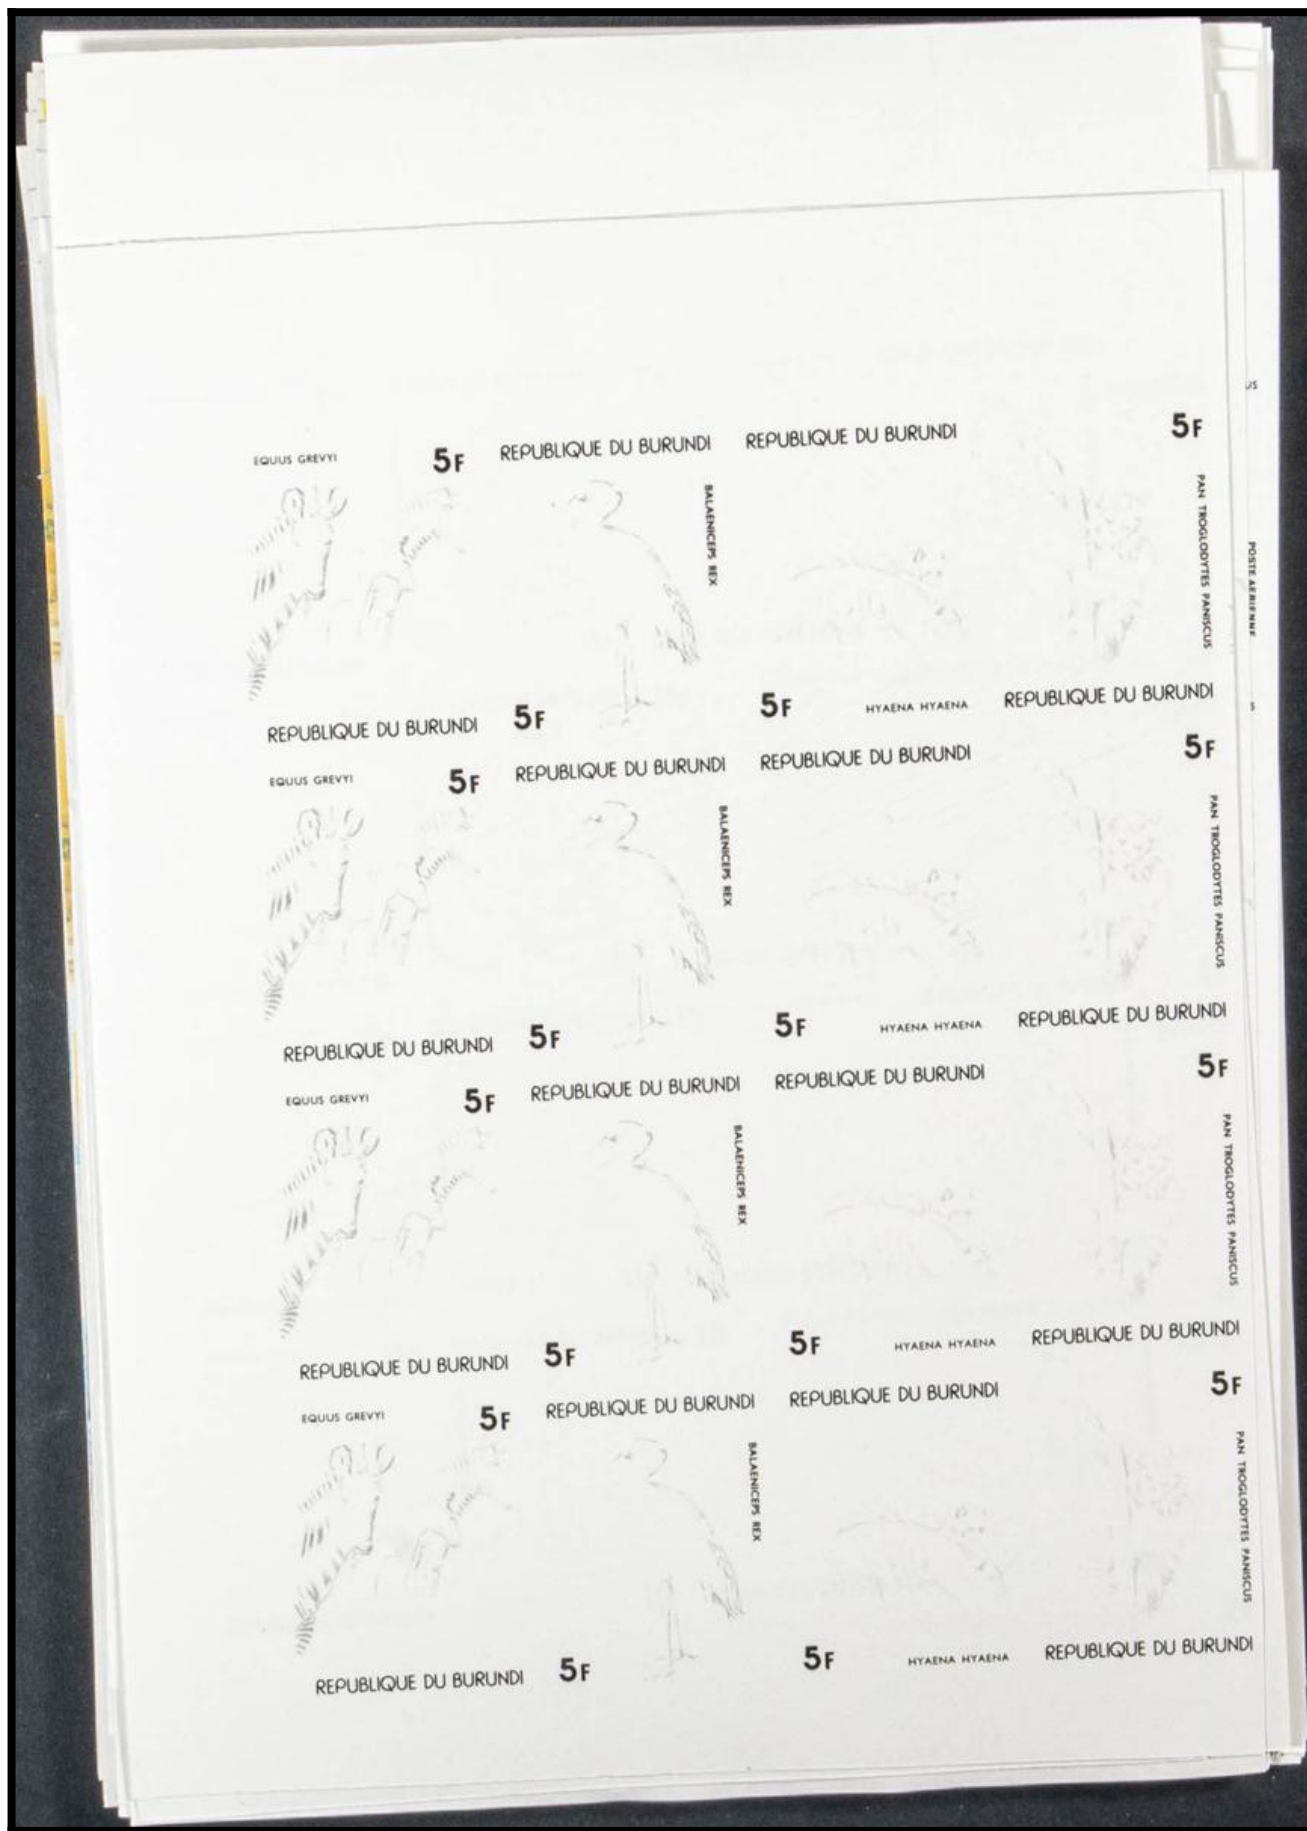 EQUUS GREVYI 5F REPUBLIQUE DU BURUNDI REPUBLIQUE DU BURUNDI 5F
BALAENICEPS REX
PAN TROGLODYTES PANISCUS
REPUBLIQUE DU BURUNDI 5F 5F HYAENA HYAENA REPUBLIQUE DU BURUNDI
EQUUS GREVYI 5F REPUBLIQUE DU BURUNDI REPUBLIQUE DU BURUNDI 5F
BALAENICEPS REX
PAN TROGLODYTES PANISCUS
REPUBLIQUE DU BURUNDI 5F 5F HYAENA HYAENA REPUBLIQUE DU BURUNDI
EQUUS GREVYI 5F REPUBLIQUE DU BURUNDI REPUBLIQUE DU BURUNDI 5F
BALAENICEPS REX
PAN TROGLODYTES PANISCUS
REPUBLIQUE DU BURUNDI 5F 5F HYAENA HYAENA REPUBLIQUE DU BURUNDI
EQUUS GREVYI 5F REPUBLIQUE DU BURUNDI REPUBLIQUE DU BURUNDI 5F
BALAENICEPS REX
PAN TROGLODYTES PANISCUS
REPUBLIQUE DU BURUNDI 5F 5F HYAENA HYAENA REPUBLIQUE DU BURUNDI
US
POSTE AERIENNE
S